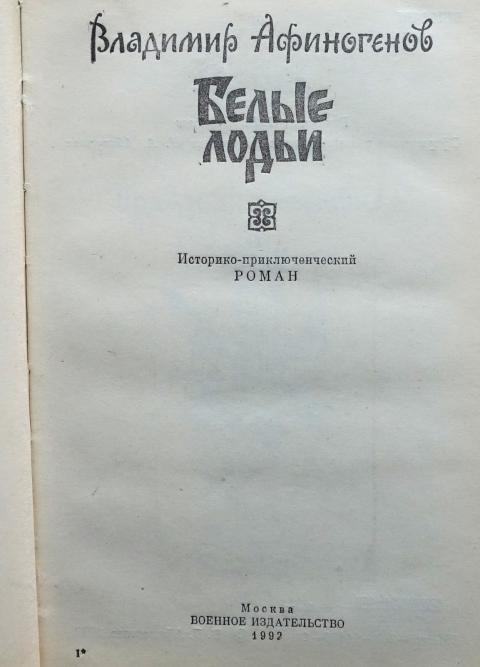 Владимир Афиногенов
Белые
лодьи
Историко-приключенческий
РОМАН
Москва
ВОЕННОЕ ИЗДАТЕЛЬСТВО
1992
1*